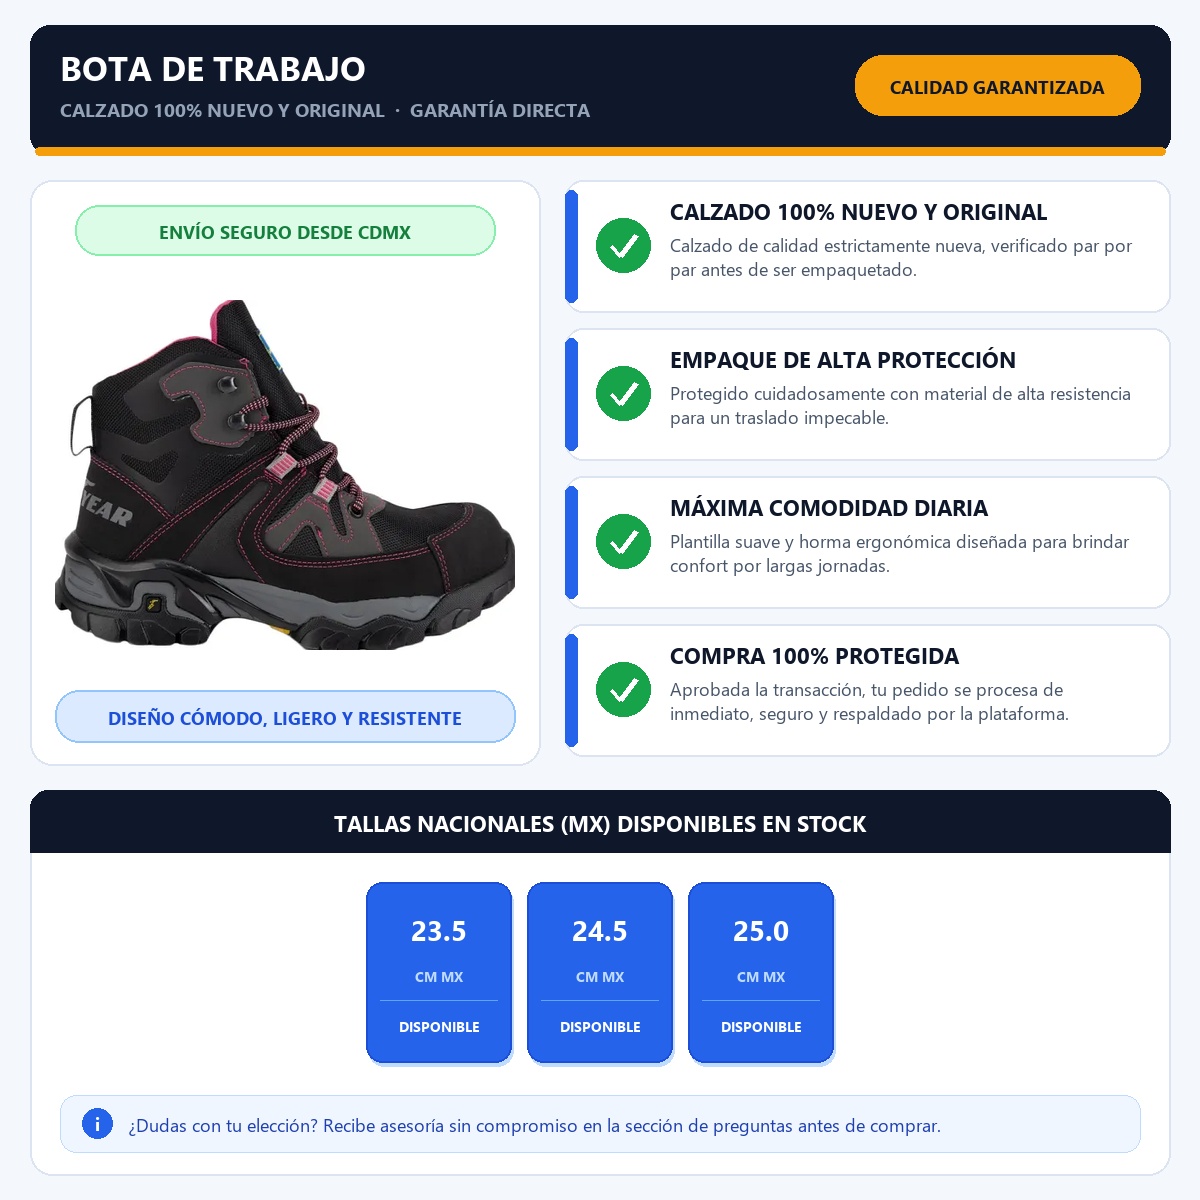 BOTA DE TRABAJO
CALZADO 100% NUEVO Y ORIGINAL · GARANTÍA DIRECTA
CALIDAD GARANTIZADA
ENVÍO SEGURO DESDE CDMX
YEAR
DISEÑO CÓMODO, LIGERO Y RESISTENTE
CALZADO 100% NUEVO Y ORIGINAL
Calzado de calidad estrictamente nueva, verificado par por
par antes de ser empaquetado.
EMPAQUE DE ALTA PROTECCIÓN
Protegido cuidadosamente con material de alta resistencia
para un traslado impecable.
MÁXIMA COMODIDAD DIARIA
Plantilla suave y horma ergonómica diseñada para brindar
confort por largas jornadas.
COMPRA 100% PROTEGIDA
Aprobada la transacción, tu pedido se procesa de
inmediato, seguro y respaldado por la plataforma.
TALLAS NACIONALES (MX) DISPONIBLES EN STOCK
23.5
CM MX
DISPONIBLE
24.5
CM MX
DISPONIBLE
25.0
CM MX
DISPONIBLE
¿Dudas con tu elección? Recibe asesoría sin compromiso en la sección de preguntas antes de comprar.